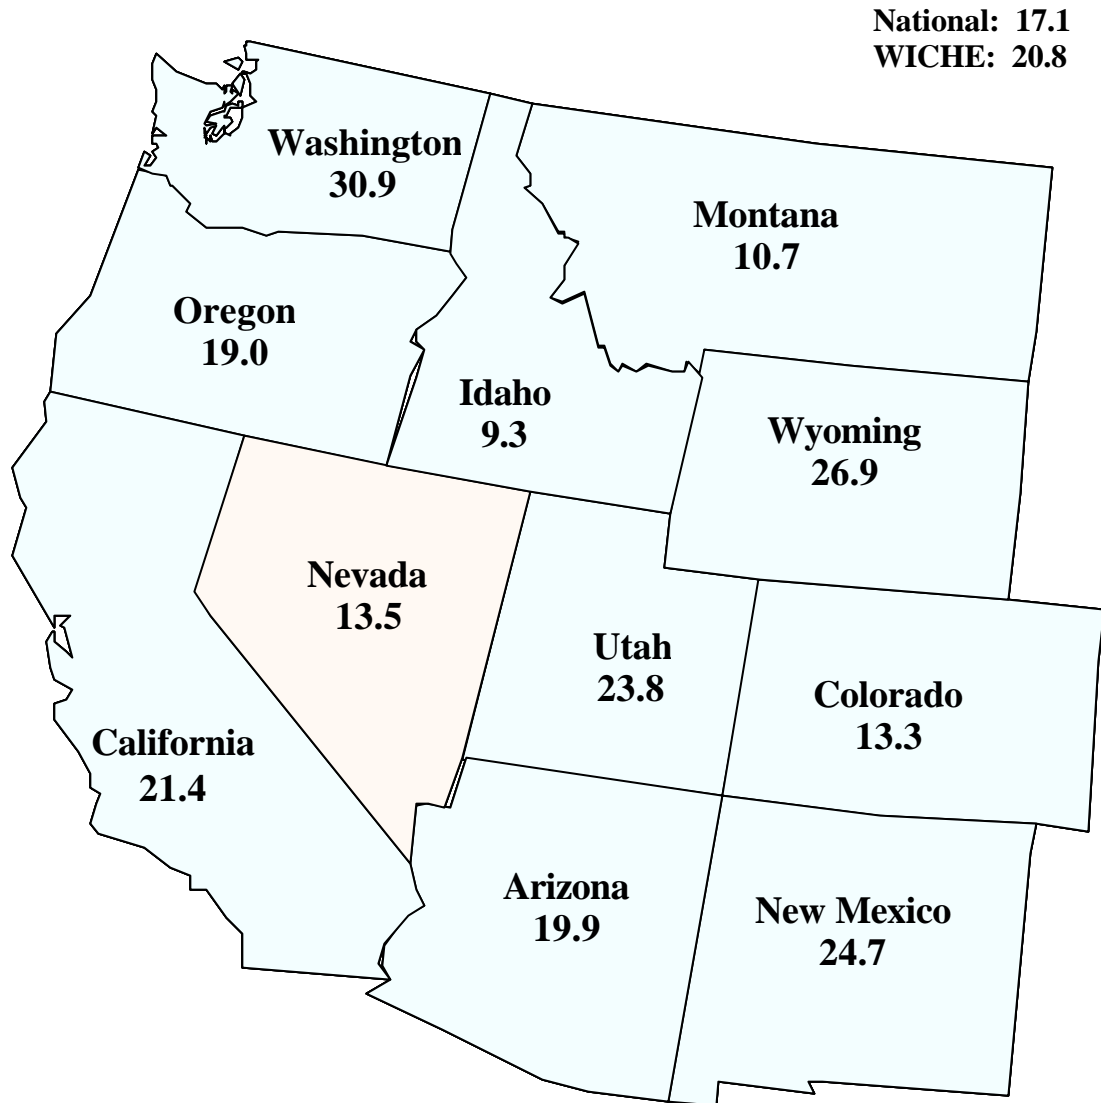 National: 17.1
WICHE: 20.8
Washington
30.9
Montana
10.7
Oregon
19.0
Idaho
9.3
Wyoming
26.9
Nevada
13.5
Utah
23.8
Colorado
13.3
California
21.4
Arizona
19.9
New Mexico
24.7